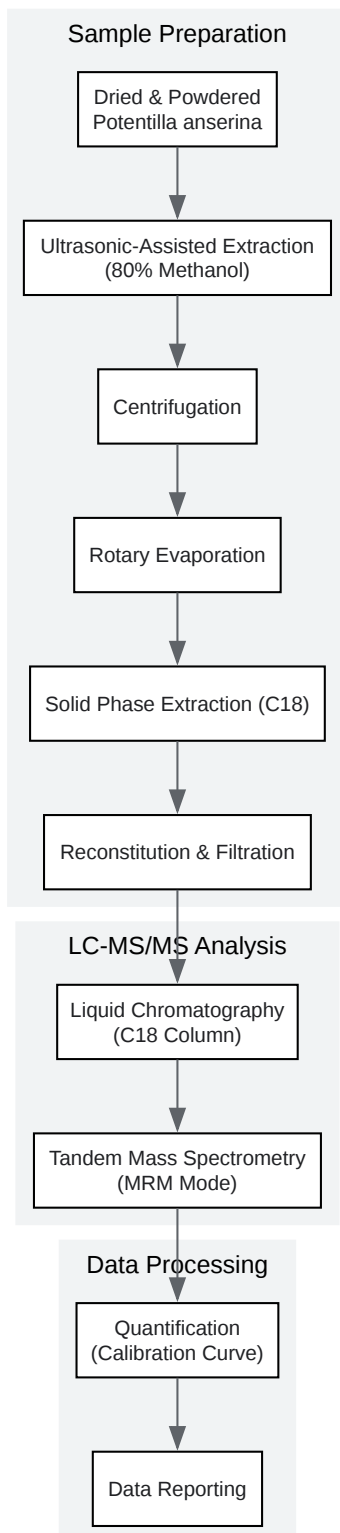 Sample Preparation
Dried & Powdered
Potentilla anserina
Ultrasonic-Assisted Extraction
(80% Methanol)
Centrifugation
Rotary Evaporation
Solid Phase Extraction (C18)
Reconstitution & Filtration
LC-MS/MS Analysis
Liquid Chromatography
(C18 Column)
Tandem Mass Spectrometry
(MRM Mode)
Data Processing
Quantification
(Calibration Curve)
Data Reporting